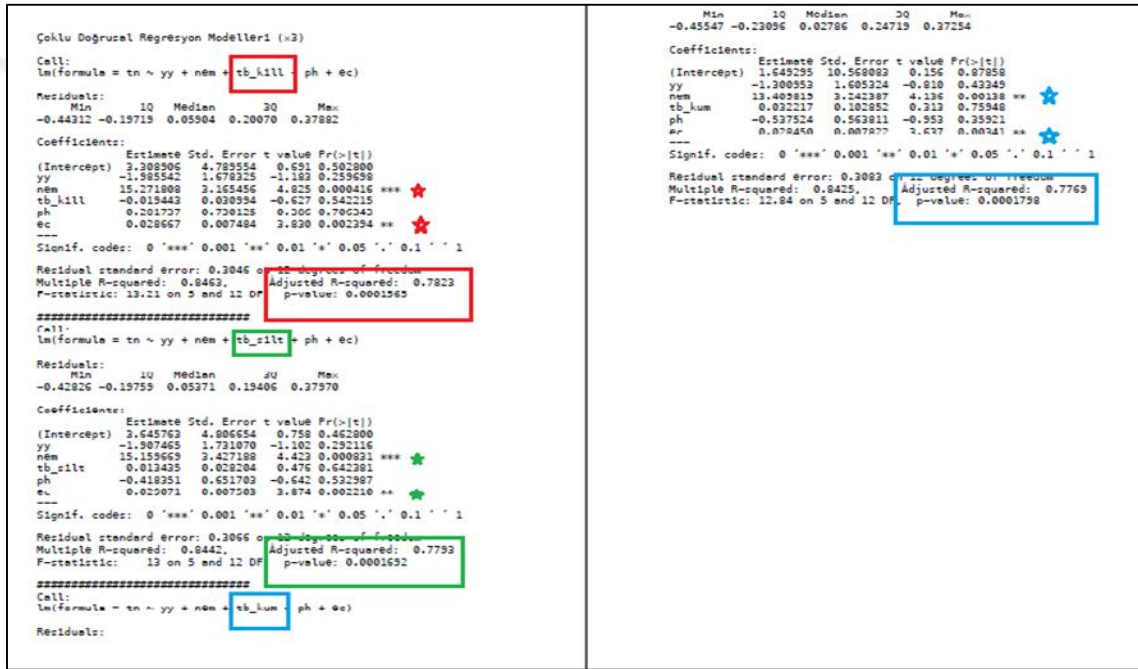 Çoklu Doğrusal Regresyon Modelleri (x3)
Call:
lm(formula = tn ~ yy + nem + tb_kill + ph + ec)
Residuals:
Min 1Q Median 3Q Max
-0.44312 -0.19719 0.05904 0.20070 0.37882
Coefficients:
Estimate Std. Error t value Pr(>|t|)
(Intercept) 3.308906 4.789554 0.691 0.502800
yy -1.985542 1.678325 -1.183 0.259698
nem 15.271808 3.165456 4.825 0.000416 ***
tb_kill -0.019443 0.030994 -0.627 0.542215
ph
ec 0.028667 0.007484 3.830 0.002394 **
---
Signif. codes: 0 '***' 0.001 '**' 0.01 '*' 0.05 '.' 0.1 ' ' 1
Residual standard error: 0.3046 on 12 degrees of freedom
Multiple R-squared: 0.8463, Adjusted R-squared: 0.7823
F-statistic: 13.21 on 5 and 12 DF, p-value: 0.0001565
###############################
Call:
lm(formula = tn ~ yy + nem + tb_silt + ph + ec)
Residuals:
Min 1Q Median 3Q Max
-0.42826 -0.19759 0.05371 0.19406 0.37970
Coefficients:
Estimate Std. Error t value Pr(>|t|)
(Intercept) 3.645763 4.806654 0.758 0.462800
yy -1.907465 1.731070 -1.102 0.292116
nem 15.159669 3.427188 4.423 0.000831 ***
tb_silt 0.013435 0.028204 0.476 0.642381
ph -0.418351 0.651703 -0.642 0.532987
ec 0.007503 3.874 0.002210 **
---
Signif. codes: 0 '***' 0.001 '**' 0.01 '*' 0.05 '.' 0.1 ' ' 1
Residual standard error: 0.3066 on 12 degrees of freedom
Multiple R-squared: 0.8442, Adjusted R-squared: 0.7793
F-statistic: 13 on 5 and 12 DF, p-value: 0.0001692
###############################
Call:
lm(formula = tn ~ yy + nem + tb_kum + ph + ec)
Residuals:
Min 1Q Median 3Q Max
-0.45547 -0.23096 0.02786 0.24719 0.37254
Coefficients:
Estimate Std. Error t value Pr(>|t|)
(Intercept) 1.649295 10.568083 0.156 0.87858
yy -1.300953 1.605324 -0.810 0.43349
nem 13.409819 3.242387 4.136 0.00138 **
tb_kum 0.032217 0.102852 0.313 0.75948
ph -0.537524 0.563811 -0.953 0.35921
ec 0.028450 0.007822 3.637 0.00341 **
---
Signif. codes: 0 '***' 0.001 '**' 0.01 '*' 0.05 '.' 0.1 ' ' 1
Residual standard error: 0.3083 on 12 degrees of freedom
Multiple R-squared: 0.8425, Adjusted R-squared: 0.7769
F-statistic: 12.84 on 5 and 12 DF, p-value: 0.0001798